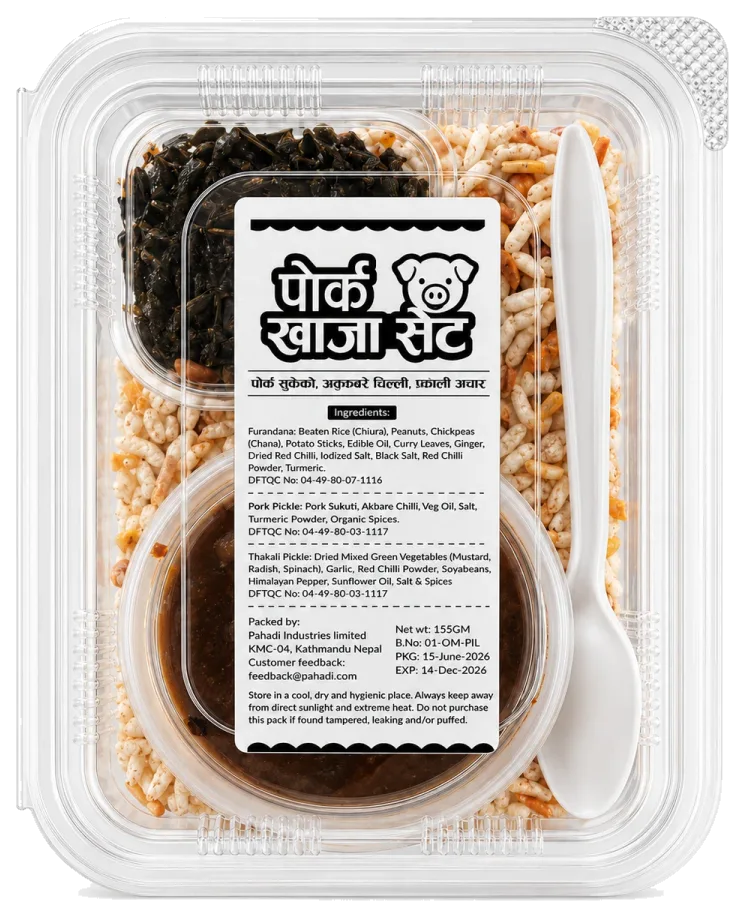 पोर्क
खाजा सेट
पोर्क सुकेको, अकुकबरे चिल्ली, फ्काली अचार
Ingredients:
Furandana: Beaten Rice (Chiura), Peanuts, Chickpeas
(Chana), Potato Sticks, Edible Oil, Curry Leaves, Ginger,
Dried Red Chilli, Iodized Salt, Black Salt, Red Chilli
Powder, Turmeric.
DFTQC No: 04-49-80-07-1116
Pork Pickle: Pork Sukuti, Akbare Chilli, Veg Oil, Salt,
Turmeric Powder, Organic Spices.
DFTQC No: 04-49-80-03-1117
Thakali Pickle: Dried Mixed Green Vegetables (Mustard,
Radish, Spinach), Garlic, Red Chilli Powder, Soyabeans,
Himalayan Pepper, Sunflower Oil, Salt & Spices
DFTQC No: 04-49-80-03-1117
Packed by:
Pahadi Industries limited
KMC-04, Kathmandu Nepal
Customer feedback:
feedback@pahadi.com
Net wt: 155GM
B.No: 01-OM-PIL
PKG: 15-June-2026
EXP: 14-Dec-2026
Store in a cool, dry and hygienic place. Always keep away
from direct sunlight and extreme heat. Do not purchase
this pack if found tampered, leaking and/or puffed.